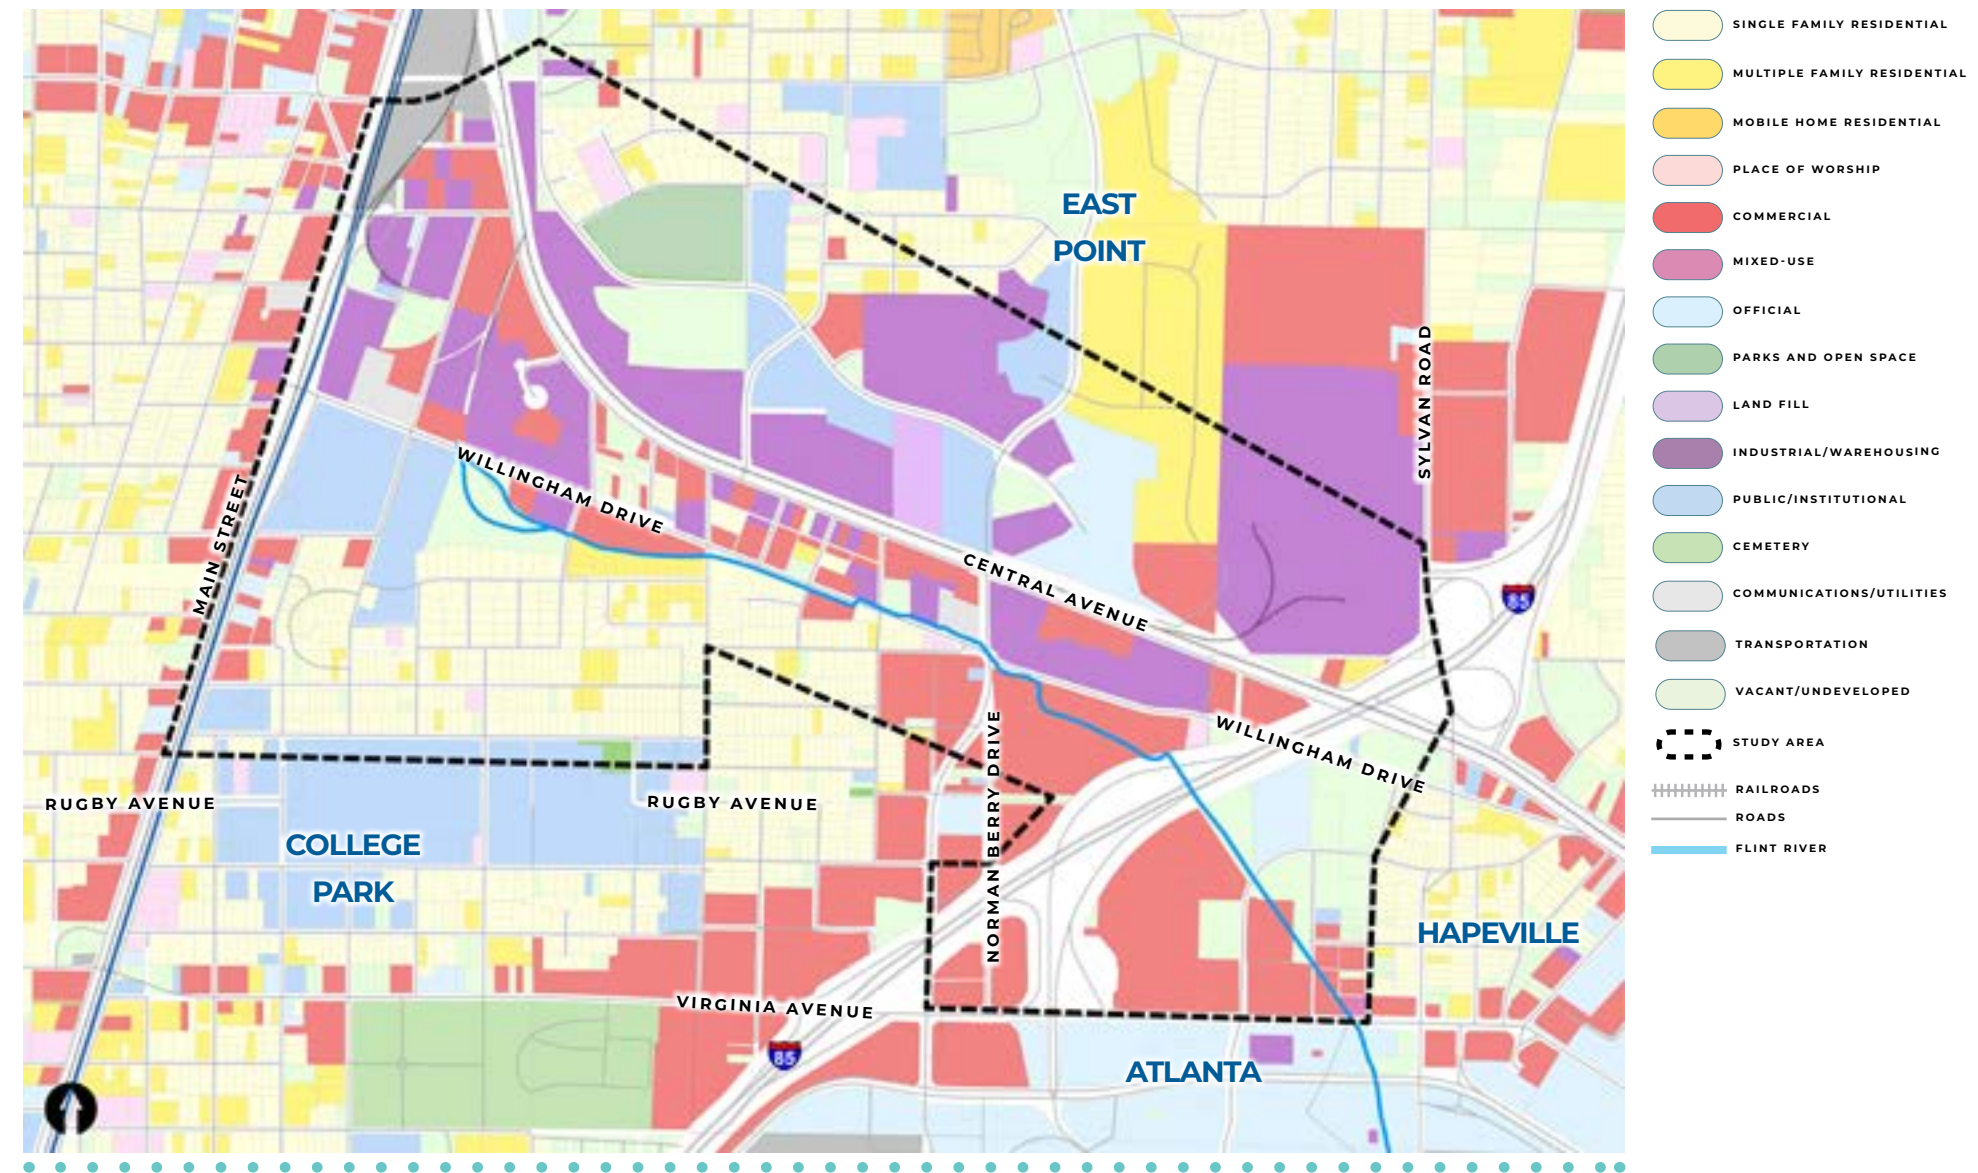 EAST
POINT
SYLVAN ROAD
WILLINGHAM DRIVE
MAIN STREET
CENTRAL AVENUE
85
NORMAN BERRY DRIVE
WILLINGHAM DRIVE
RUGBY AVENUE
RUGBY AVENUE
COLLEGE
PARK
HAPEVILLE
VIRGINIA AVENUE
85
ATLANTA
SINGLE FAMILY RESIDENTIAL
MULTIPLE FAMILY RESIDENTIAL
MOBILE HOME RESIDENTIAL
PLACE OF WORSHIP
COMMERCIAL
MIXED-USE
OFFICIAL
PARKS AND OPEN SPACE
LAND FILL
INDUSTRIAL/WAREHOUSING
PUBLIC/INSTITUTIONAL
CEMETERY
COMMUNICATIONS/UTILITIES
TRANSPORTATION
VACANT/UNDEVELOPED
STUDY AREA
RAILROADS
ROADS
FLINT RIVER